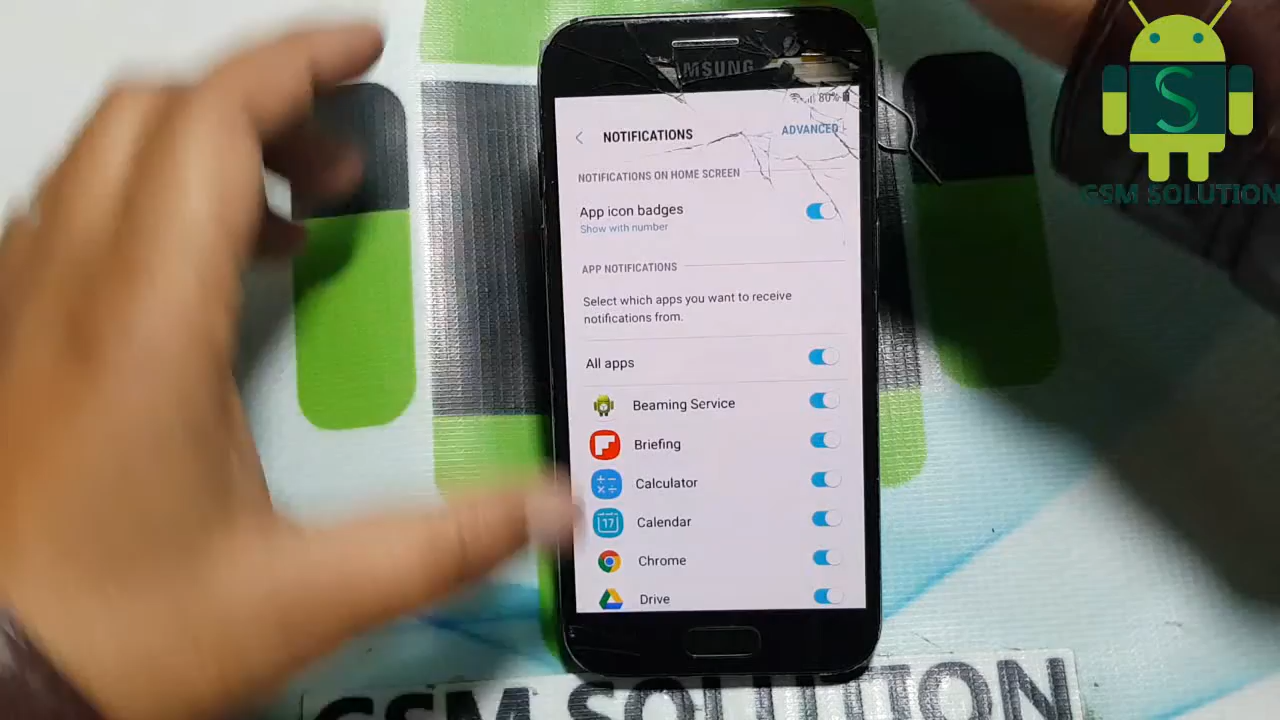 SAMSUNG
80%
NOTIFICATIONS
ADVANCED
NOTIFICATIONS ON HOME SCREEN
App icon badges
Show with number
APP NOTIFICATIONS
Select which apps you want to receive
notifications from.
All apps
Beaming Service
Briefing
Calculator
17
Calendar
Chrome
Drive
S
GSM SOLUTION
GSM SOLUTION